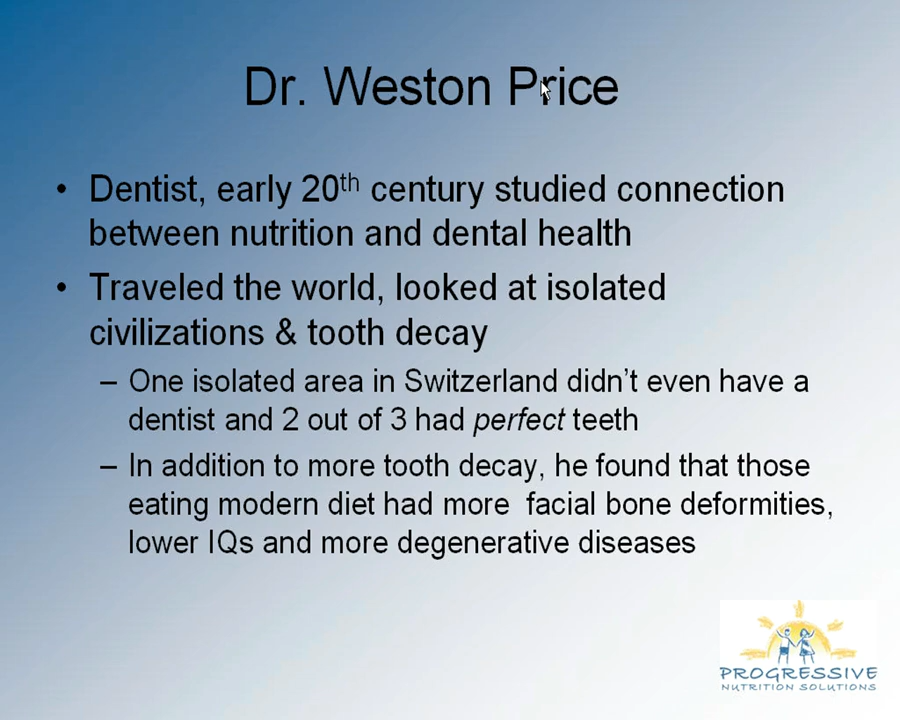 Dr. Weston Price
• Dentist, early 20th century studied connection
between nutrition and dental health
• Traveled the world, looked at isolated
civilizations & tooth decay
– One isolated area in Switzerland didn't even have a
dentist and 2 out of 3 had perfect teeth
– In addition to more tooth decay, he found that those
eating modern diet had more  facial bone deformities,
lower IQs and more degenerative diseases
PROGRESSIVE
NUTRITION SOLUTIONS